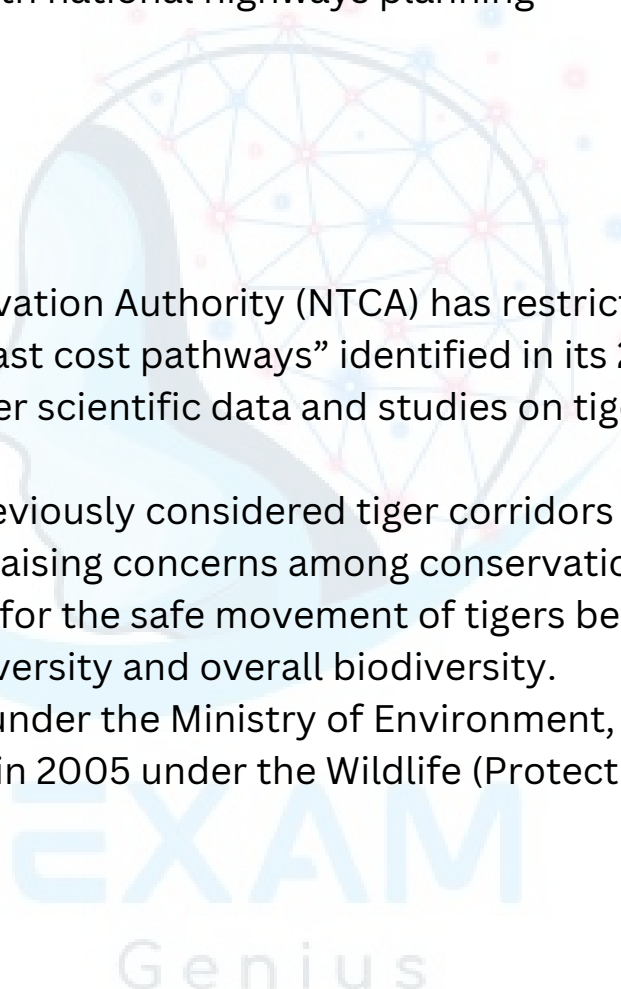 national highways planning
vation Authority (NTCA) has restrict
ast cost pathways” identified in its
er scientific data and studies on tig
eviously considered tiger corridors
aising concerns among conservatio
for the safe movement of tigers be
versity and overall biodiversity.
under the Ministry of Environment,
in 2005 under the Wildlife (Protect
EXAM
Genius